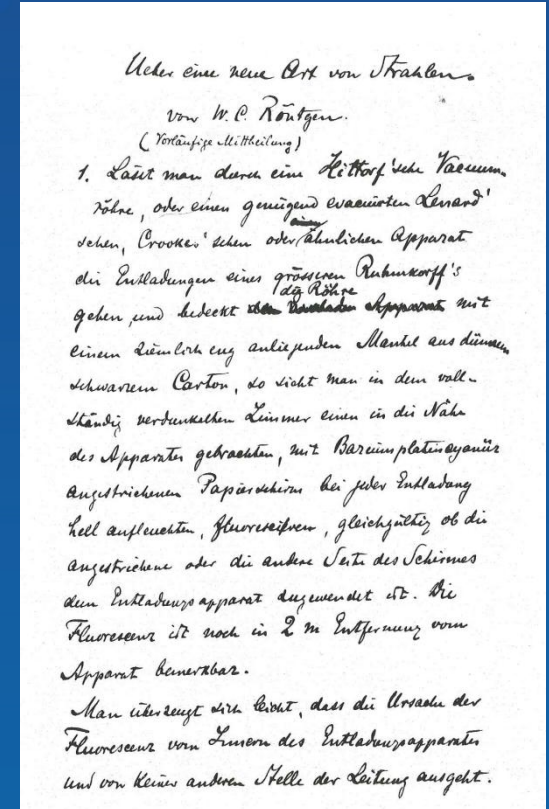 Ueber eine neue Art von Strahlen.
von W. C. Röntgen.
(Vorläufige Mittheilung)
1. Lässt man durch eine Hittorf'sche Vacuum-
röhre, oder einen genügend evacuirten Lenard'
einen
schen, Crookes'schen oder ähnlichen Apparat
die Entladungen eines grösseren Ruhmkorff's
die Röhre
gehen, und bedeckt Apparat mit
einem ziemlich eng anliegenden Mantel aus dünnem
schwarzem Carton, so sieht man in dem voll-
ständig verdunkelten Zimmer einen in die Nähe
des Apparates gebrachten, mit Bariumplatincyanür
angestrichenen Papierschirm bei jeder Entladung
hell aufleuchten, fluoresciren, gleichgültig ob die
angestrichene oder die andere Seite des Schirmes
dem Entladungsapparat zugewendet ist. Die
Fluorescenz ist noch in 2 m Entfernung vom
Apparat bemerkbar.
Man überzeugt sich leicht, dass die Ursache der
Fluorescenz vom Innern des Entladungsapparates
und von keiner anderen Stelle der Leitung ausgeht.